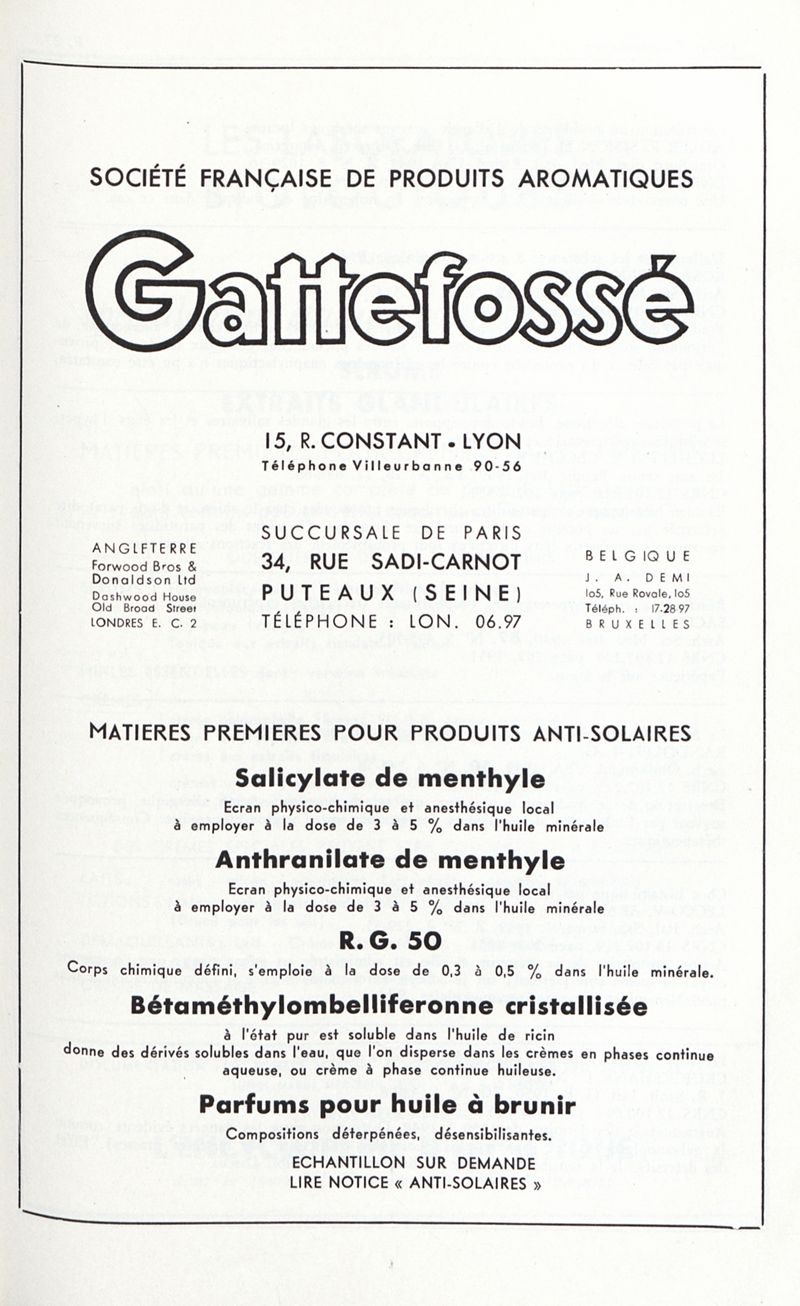 SOCIÉTÉ FRANÇAISE DE PRODUITS AROMATIQUES
Gattefossé
15, R. CONSTANT. LYON
Téléphone Villeurbanne 90-56
SUCCURSALE DE PARIS
34, RUE SADI-CARNOT
PUTEAUX (SEINE)
TÉLÉPHONE : LON. 06.97
ANGLFTERRE
Forwood Bros &
Donaldson Ltd
Dashwood House
Old Broad Street
LONDRES E. C. 2
BELGIQUE
J. A. DEMI
105, Rue Royale, 105
Téléph. : 17-28 97
BRUXELLES
MATIERES PREMIERES POUR PRODUITS ANTI-SOLAIRES
Salicylate de menthyle
Ecran physico-chimique et anesthésique local
à employer à la dose de 3 à 5 % dans l'huile minérale
Anthranilate de menthyle
Ecran physico-chimique et anesthésique local
à employer à la dose de 3 à 5 % dans l'huile minérale
R. G. 50
Corps chimique défini, s'emploie à la dose de 0,3 à 0,5 % dans l'huile minérale.
Bétaméthylombelliferonne cristallisée
à l'état pur est soluble dans l'huile de ricin
donne des dérivés solubles dans l'eau, que l'on disperse dans les crèmes en phases continue
aqueuse, ou crème à phase continue huileuse.
Parfums pour huile à brunir
Compositions déterpénées, désensibilisantes.
ECHANTILLON SUR DEMANDE
LIRE NOTICE « ANTI-SOLAIRES »